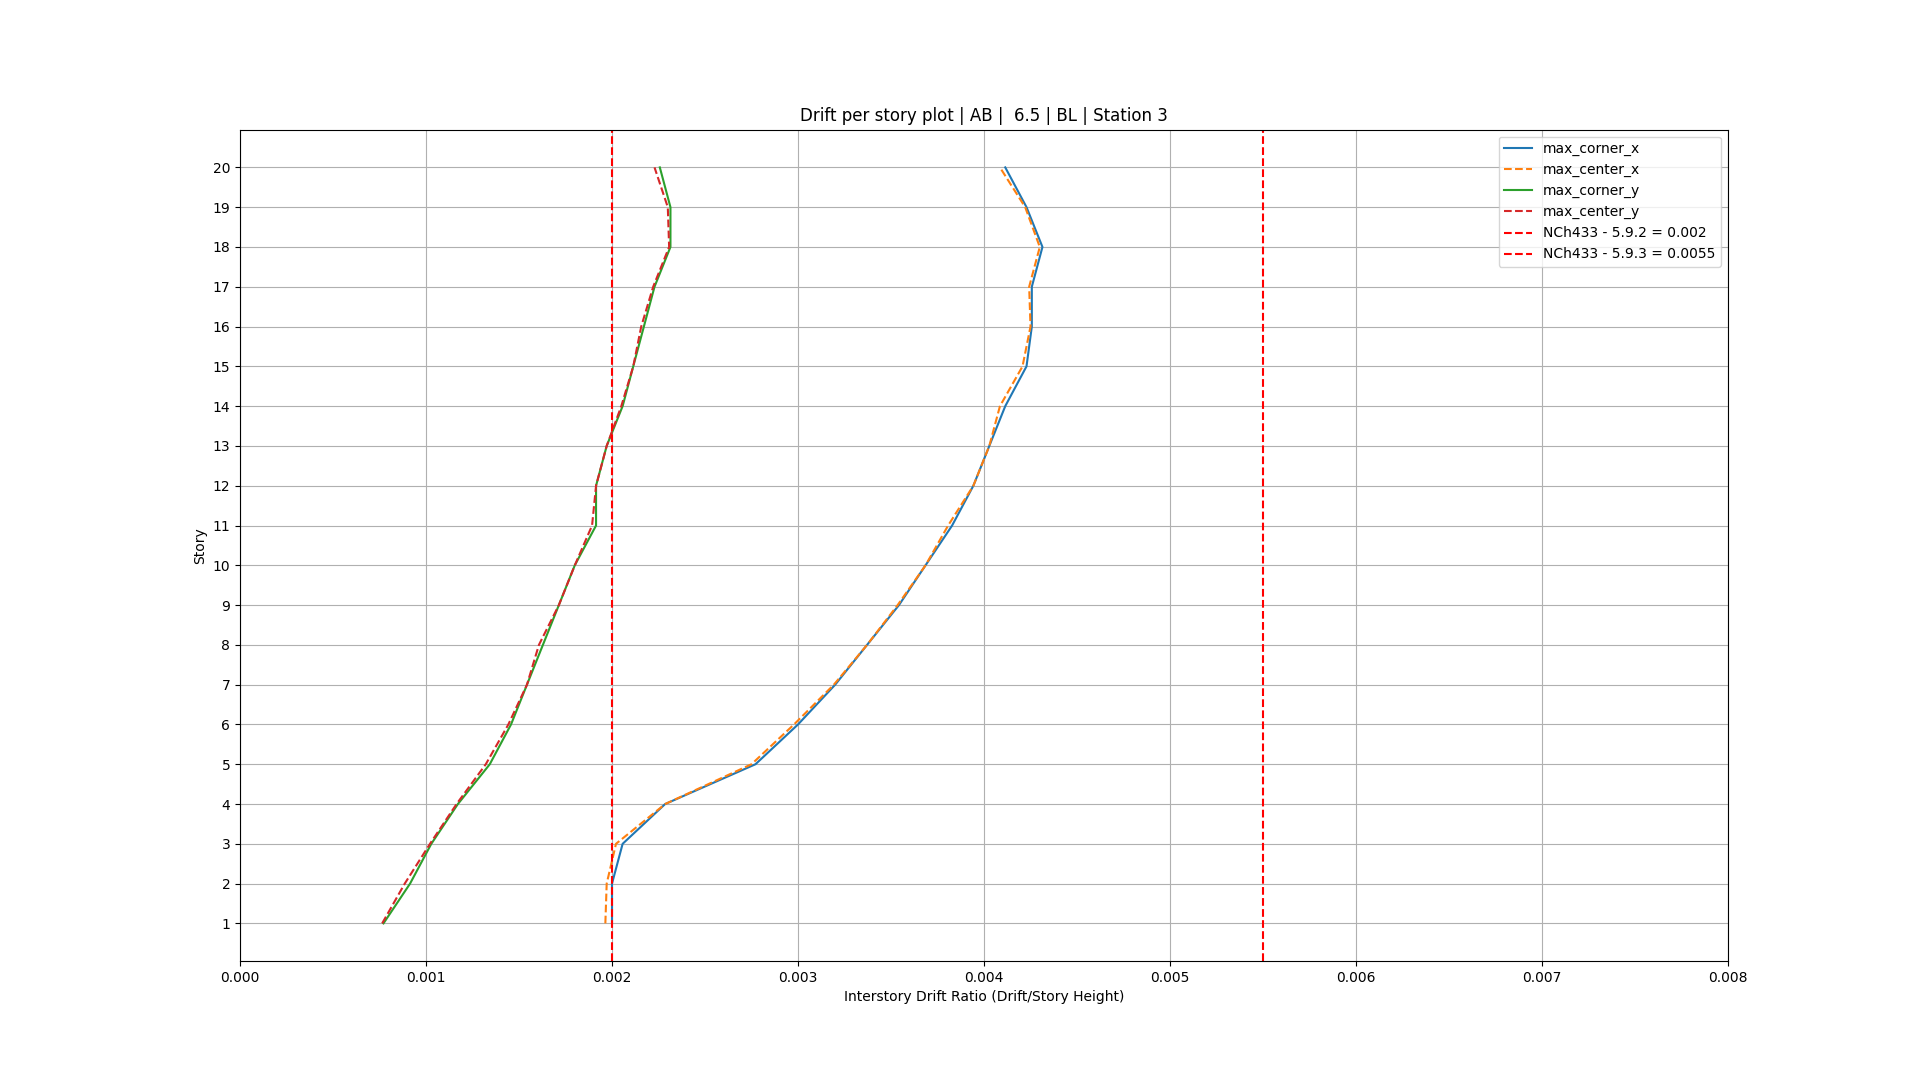 Drift per story plot | AB |  6.5 | BL | Station 3
max_corner_x
max_center_x
max_corner_y
max_center_y
NCh433 - 5.9.2 = 0.002
NCh433 - 5.9.3 = 0.0055
20
19
18
17
16
15
14
13
12
11
10
9
8
7
6
5
4
3
2
1
Story
0.000 0.001 0.002 0.003 0.004 0.005 0.006 0.007 0.008
Interstory Drift Ratio (Drift/Story Height)